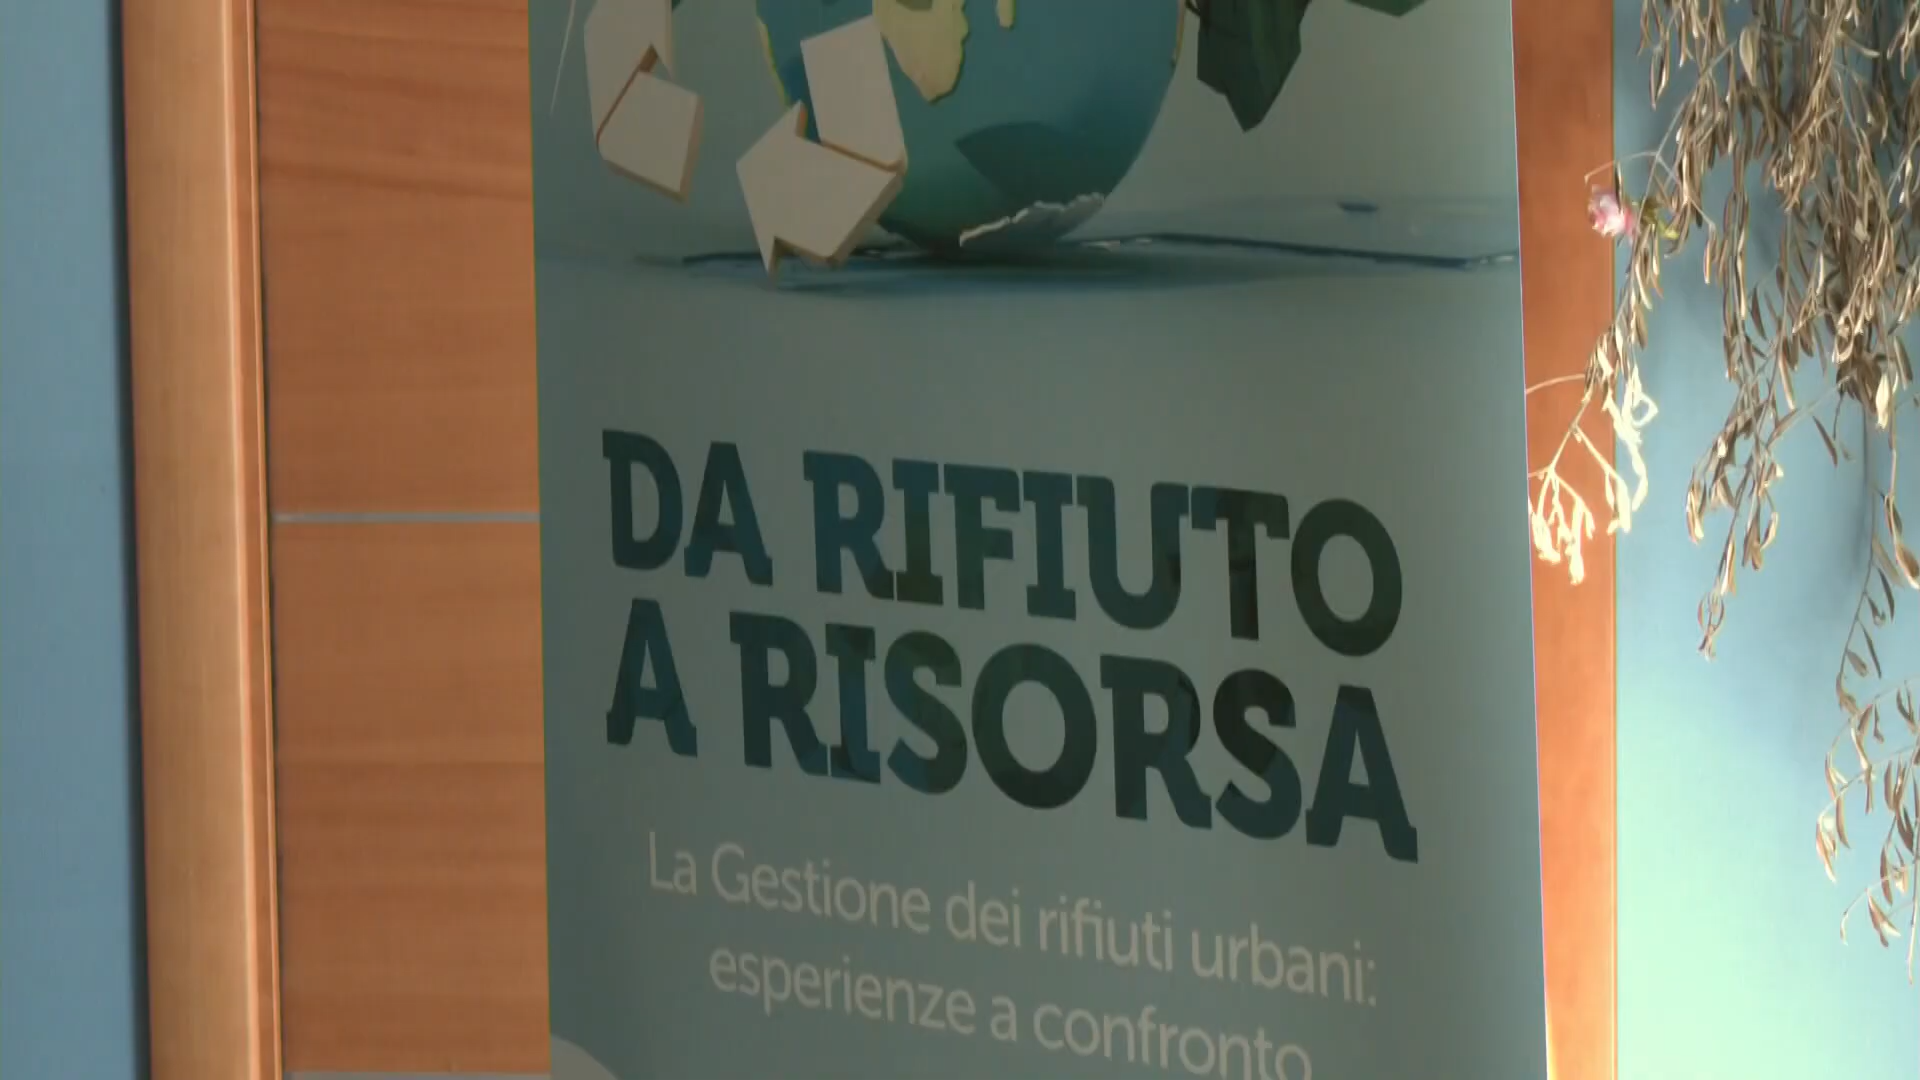 DA RIFIUTO
A RISORSA
La Gestione dei rifiuti urbani:
esperienze a confronto